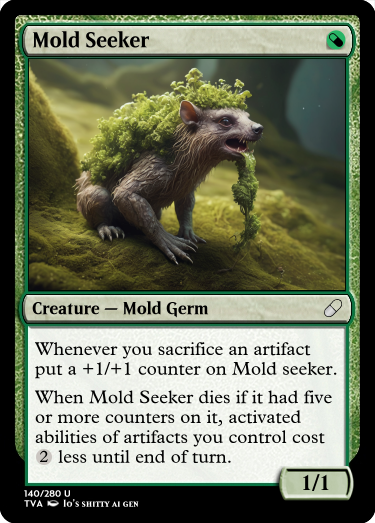 Mold Seeker
Creature — Mold Germ
Whenever you sacrifice an artifact
put a +1/+1 counter on Mold seeker.
When Mold Seeker dies if it had five
or more counters on it, activated
abilities of artifacts you control cost
2 less until end of turn.
1/1
140/280 U
TVA Io's shitty ai gen